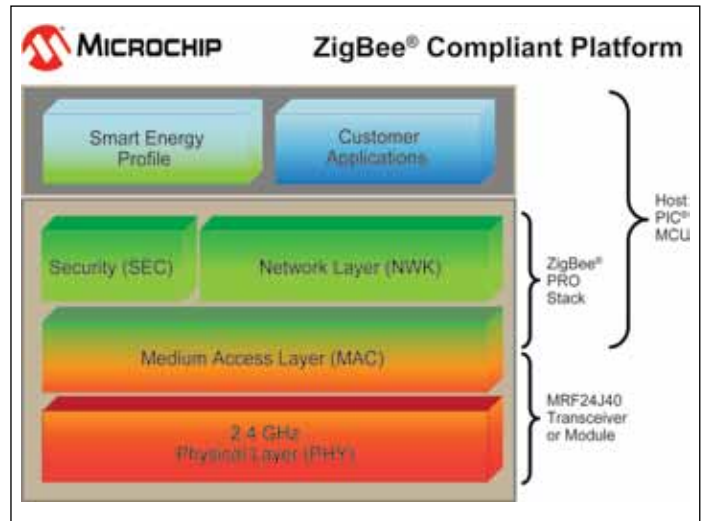 MICROCHIP
ZigBee® Compliant Platform
Smart Energy
Profile
Customer
Applications
Security (SEC)
Network Layer (NWK)
Medium Access Layer (MAC)
2.4 GHz
Physical Layer (PHY)
Host
PIC®
MCU
ZigBee®
PRO
Stack
MRF24J40
Transceiver
or Module